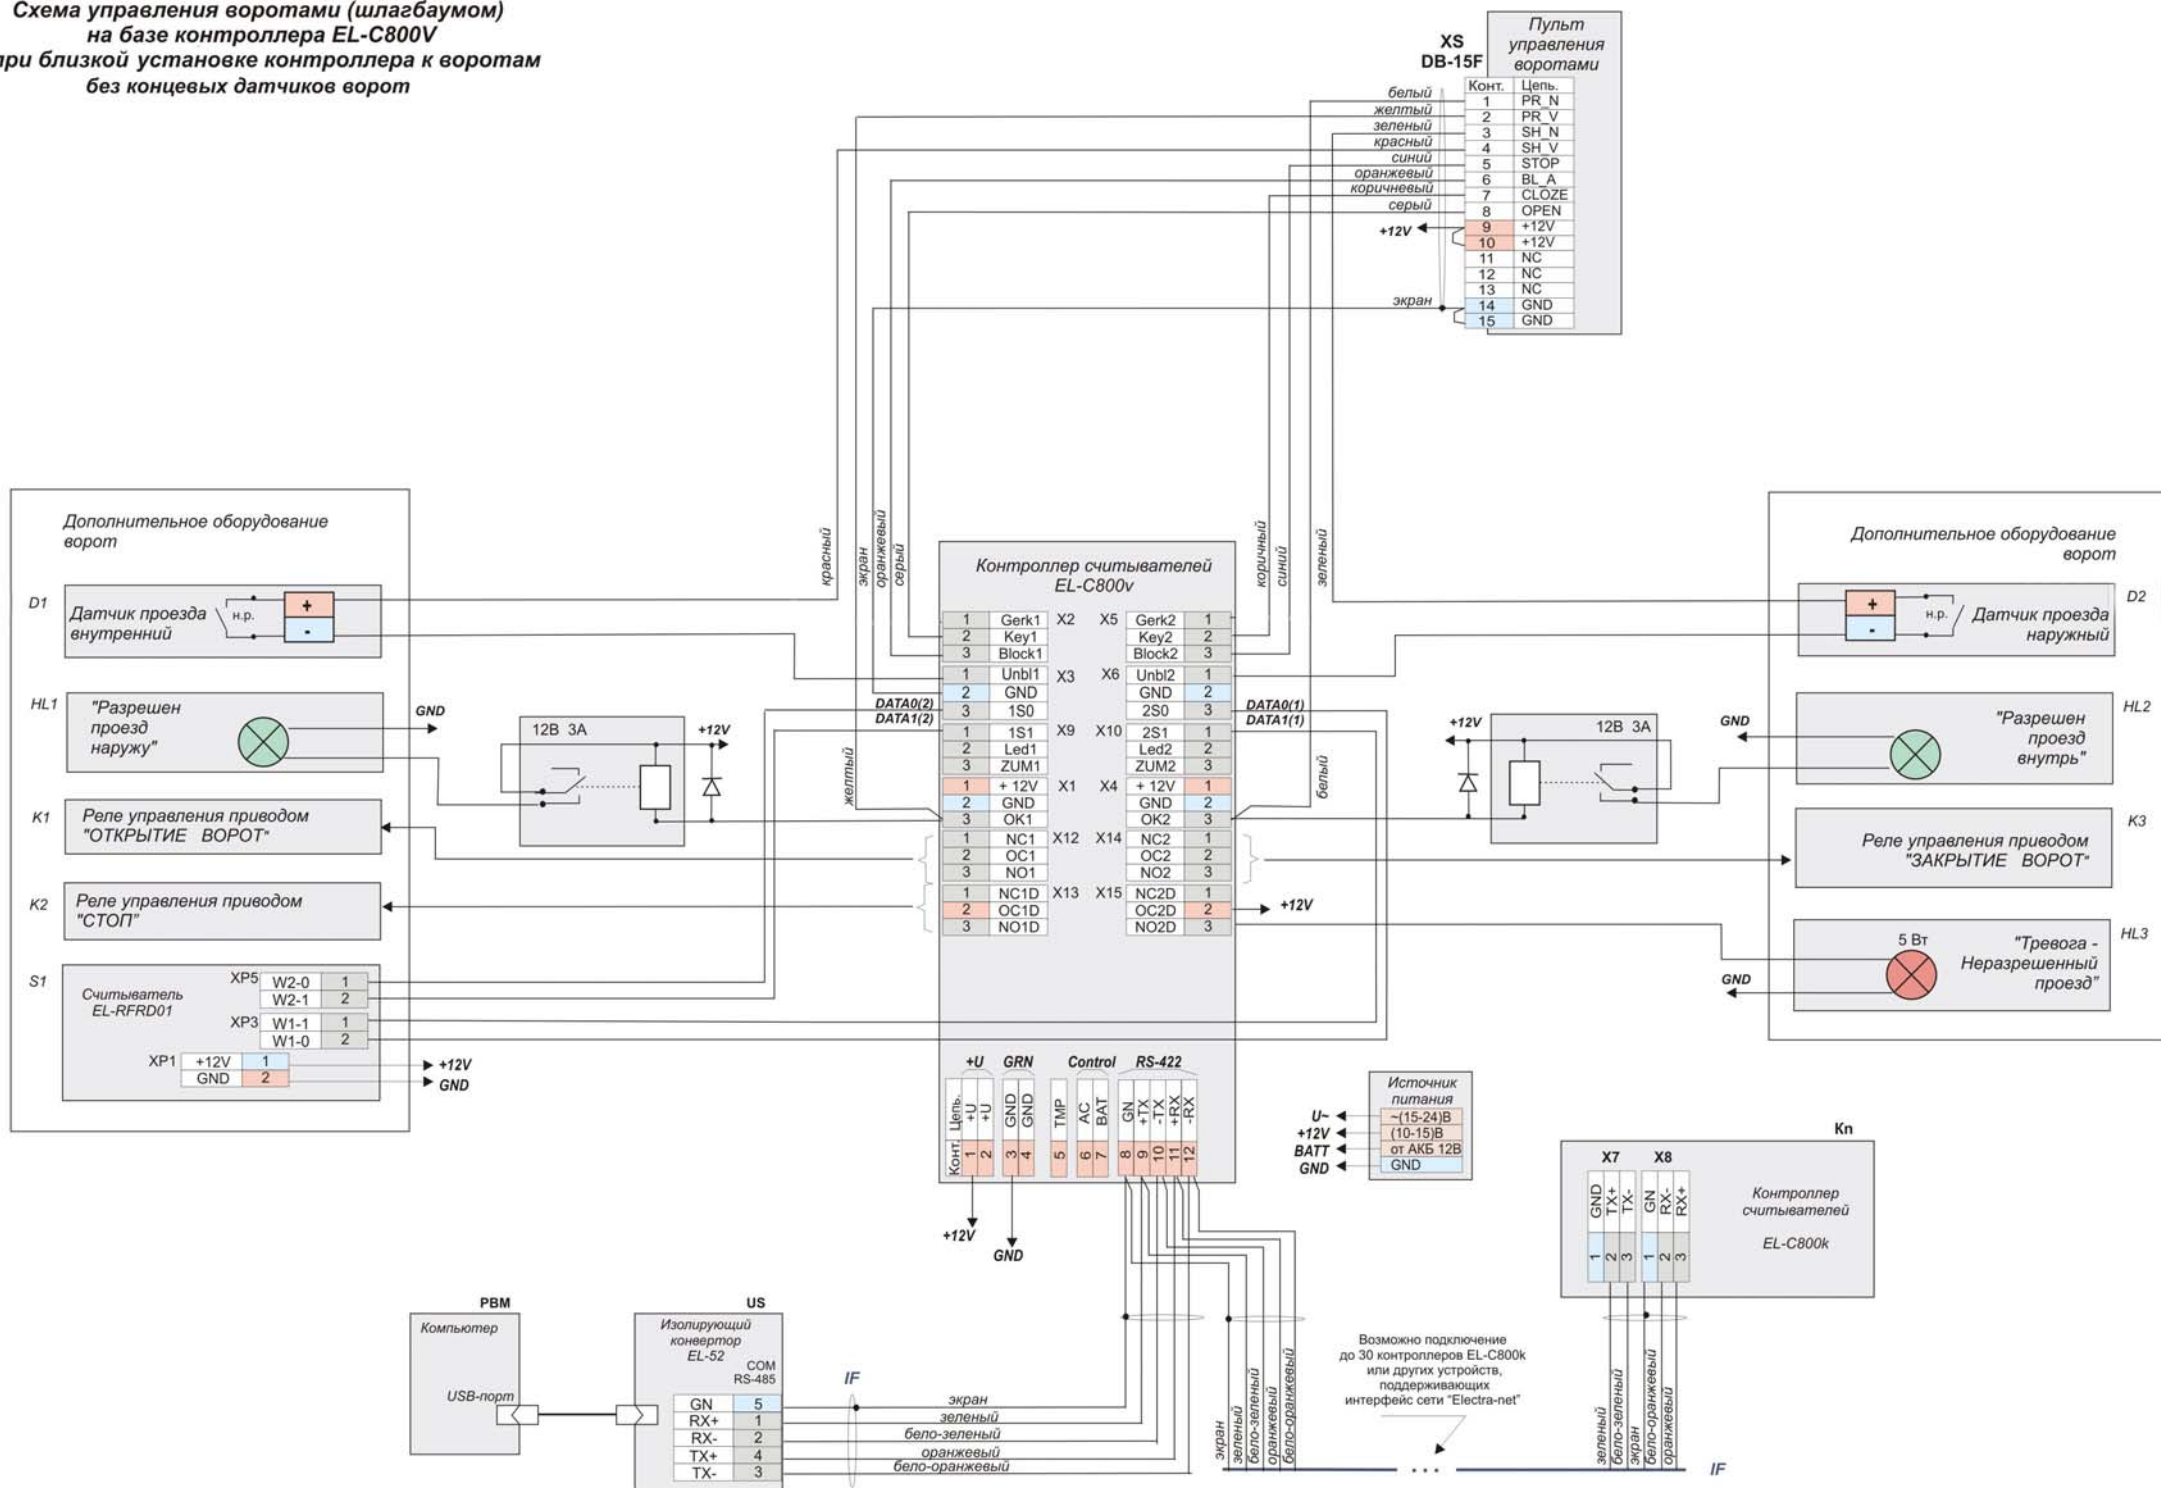 Схема управления воротами (шлагбаумом)
на базе контроллера EL-C800V
при близкой установке контроллера к воротам
без концевых датчиков ворот
XS
DB-15F
Пульт
управления
воротами
Конт. Цепь.
белый 1 PR_N
желтый 2 PR_V
зеленый 3 SH_N
красный 4 SH_V
синий 5 STOP
оранжевый 6 BL_A
коричневый 7 CLOZE
серый 8 OPEN
+12V 9 +12V
10 +12V
11 NC
12 NC
13 NC
экран 14 GND
15 GND
Дополнительное оборудование
ворот
D1
Датчик проезда
внутренний
н.р.
+
-
HL1
"Разрешен
проезд
наружу"
GND
K1
Реле управления приводом
"ОТКРЫТИЕ ВОРОТ"
K2
Реле управления приводом
"СТОП"
S1
Считыватель
EL-RFRD01
XP5 W2-0 1
W2-1 2
XP3 W1-1 1
W1-0 2
XP1 +12V 1 +12V
GND 2 GND
12В 3А
+12V
красный
экран
оранжевый
серый
желтый
DATA0(2)
DATA1(2)
Контроллер считывателей
EL-C800v
1 Gerk1 X2 X5 Gerk2 1
2 Key1 Key2 2
3 Block1 Block2 3
1 Unbl1 X3 X6 Unbl2 1
2 GND GND 2
3 1S0 2S0 3
1 1S1 X9 X10 2S1 1
2 Led1 Led2 2
3 ZUM1 ZUM2 3
1 + 12V X1 X4 + 12V 1
2 GND GND 2
3 OK1 OK2 3
1 NC1 X12 X14 NC2 1
2 OC1 OC2 2
3 NO1 NO2 3
1 NC1D X13 X15 NC2D 1
2 OC1D OC2D 2 +12V
3 NO1D NO2D 3
коричный
синий
зеленый
белый
DATA0(1)
DATA1(1)
+12V
12В 3А
Дополнительное оборудование
ворот
D2
+
-
н.р.
Датчик проезда
наружный
HL2
GND
"Разрешен
проезд
внутрь"
K3
Реле управления приводом
"ЗАКРЫТИЕ ВОРОТ"
HL3
5 Вт
GND
"Тревога -
Неразрешенный
проезд"
+U GRN Control RS-422
Цепь. +U +U GND GND TMP AC BAT GN +TX -TX +RX -RX
Конт. 1 2 3 4 5 6 7 8 9 10 11 12
+12V
GND
Источник
питания
U~ ~(15-24)В
+12V (10-15)В
BATT от АКБ 12В
GND GND
Kn
X7 X8
GND TX+ TX- GN RX- RX+
1 2 3 1 2 3
Контроллер
считывателей
EL-C800k
PBM
Компьютер
USB-порт
US
Изолирующий
конвертор
EL-52
COM
RS-485
GN 5
RX+ 1
RX- 2
TX+ 4
TX- 3
IF
экран
зеленый
бело-зеленый
оранжевый
бело-оранжевый
экран
зеленый
бело-зеленый
оранжевый
бело-оранжевый
Возможно подключение
до 30 контроллеров EL-C800k
или других устройств,
поддерживающих
интерфейс сети "Electra-net"
зеленый
бело-зеленый
экран
бело-оранжевый
оранжевый
IF